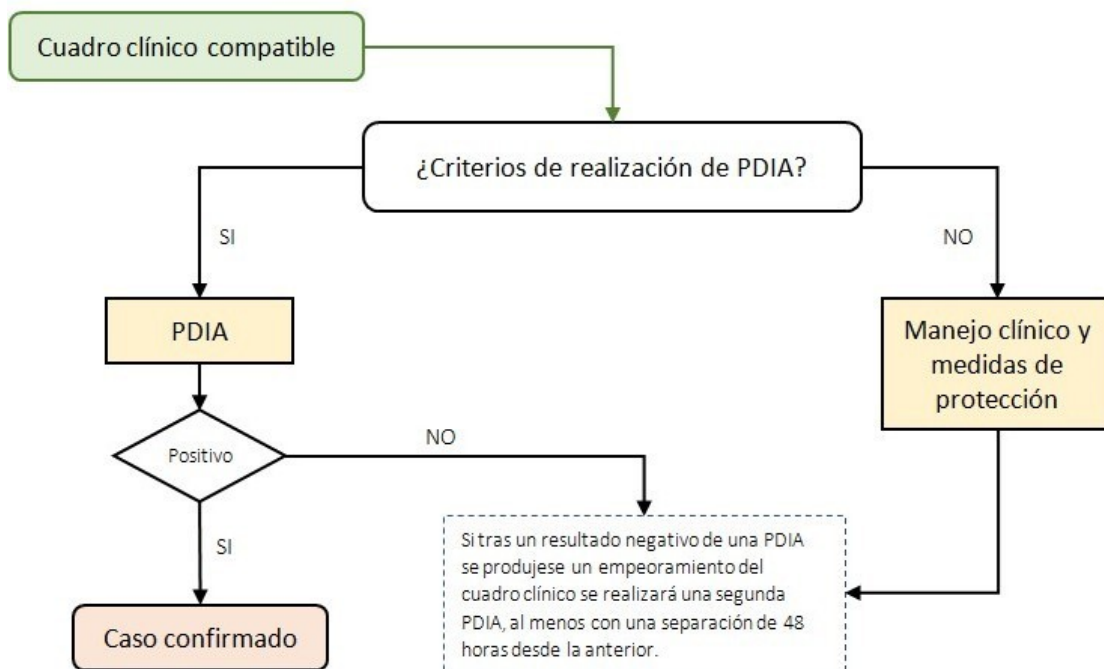 Cuadro clínico compatible
¿Criterios de realización de PDIA?
SI
NO
PDIA
Manejo clínico y
medidas de
protección
Positivo
NO
SI
Si tras un resultado negativo de una PDIA
se produjese un empeoramiento del
cuadro clínico se realizará una segunda
PDIA, al menos con una separación de 48
horas desde la anterior.
Caso confirmado